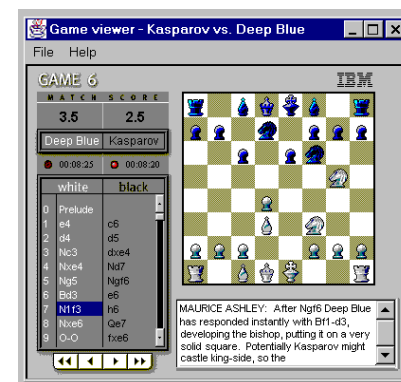 Game viewer - Kasparov vs. Deep Blue
File Help
GAME 6
IBM
MATCH SCORE
3.5 2.5
Deep Blue Kasparov
00:08:25 00:08:20
white black
0 Prelude
1 e4 c6
2 d4 d5
3 Nc3 dxe4
4 Nxe4 Nd7
5 Ng5 Ngf6
6 Bd3 e6
7 N1f3 h6
8 Nxe6 Qe7
9 O-O fxe6
MAURICE ASHLEY: After Ngf6 Deep Blue
has responded instantly with Bf1-d3,
developing the bishop, putting it on a very
solid square. Potentially Kasparov might
castle king-side, so the